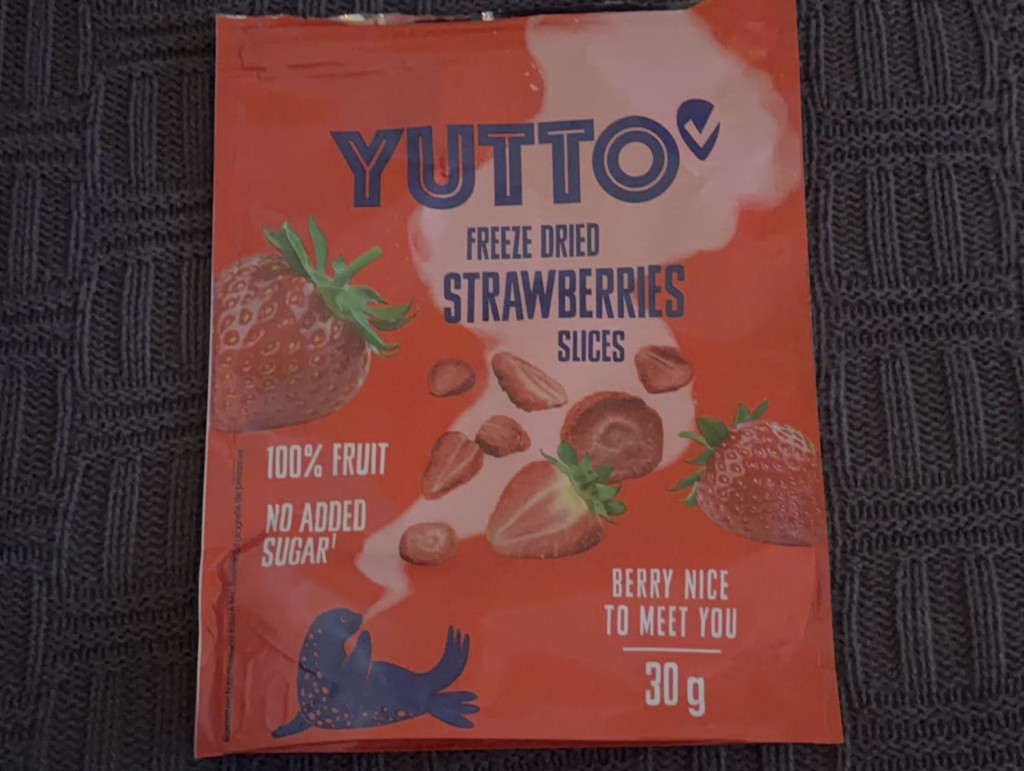 YUTTO
FREEZE DRIED
STRAWBERRIES
SLICES
100% FRUIT
NO ADDED
SUGAR¹
BERRY NICE
TO MEET YOU
30 g